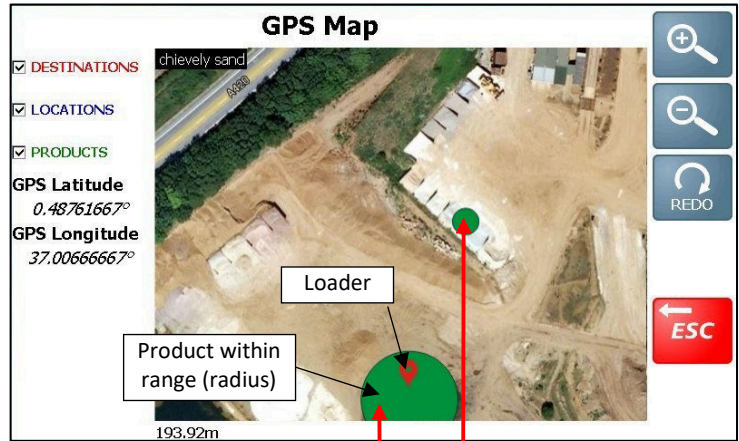 GPS Map
DESTINATIONS
LOCATIONS
PRODUCTS
GPS Latitude
0.48761667°
GPS Longitude
37.00666667°
chievely sand
A420
Loader
Product within
range (radius)
193.92m
REDO
ESC